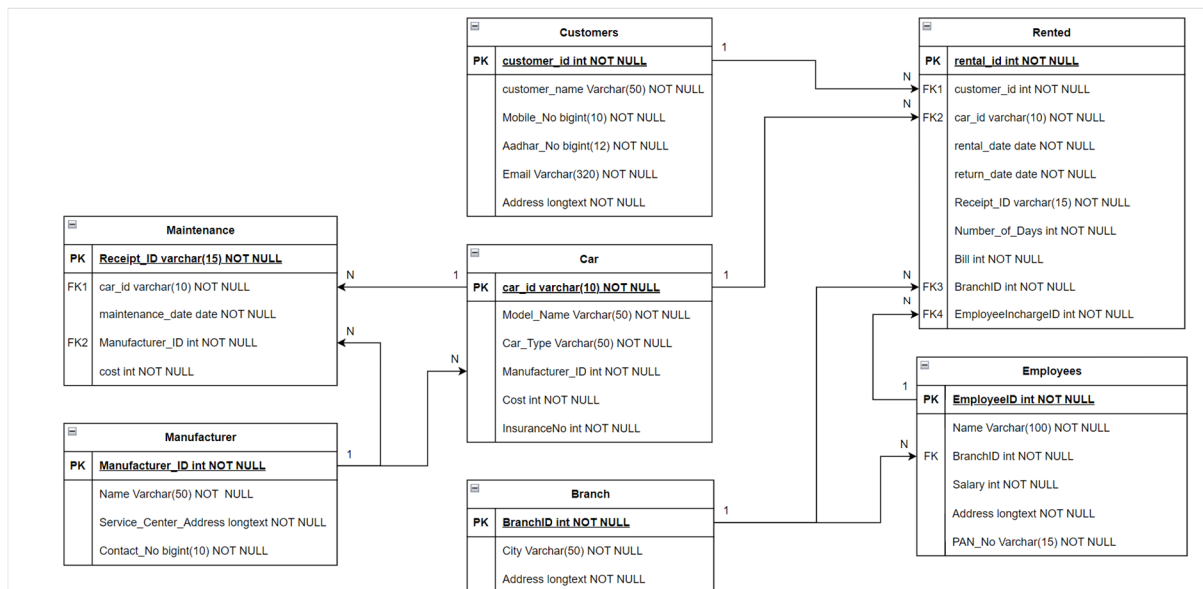 Customers
PK customer_id int NOT NULL
customer_name Varchar(50) NOT NULL
Mobile_No bigint(10) NOT NULL
Aadhar_No bigint(12) NOT NULL
Email Varchar(320) NOT NULL
Address longtext NOT NULL
1
N
N
Rented
PK rental_id int NOT NULL
FK1 customer_id int NOT NULL
FK2 car_id varchar(10) NOT NULL
rental_date date NOT NULL
return_date date NOT NULL
Receipt_ID varchar(15) NOT NULL
Number_of_Days int NOT NULL
Bill int NOT NULL
FK3 BranchID int NOT NULL
FK4 EmployeeInchargeID int NOT NULL
Maintenance
PK Receipt_ID varchar(15) NOT NULL
FK1 car_id varchar(10) NOT NULL
maintenance_date date NOT NULL
FK2 Manufacturer_ID int NOT NULL
cost int NOT NULL
N
1
N
N
Car
PK car_id varchar(10) NOT NULL
Model_Name Varchar(50) NOT NULL
Car_Type Varchar(50) NOT NULL
Manufacturer_ID int NOT NULL
Cost int NOT NULL
InsuranceNo int NOT NULL
1
N
N
1
N
Employees
PK EmployeeID int NOT NULL
Name Varchar(100) NOT NULL
FK BranchID int NOT NULL
Salary int NOT NULL
Address longtext NOT NULL
PAN_No Varchar(15) NOT NULL
Manufacturer
PK Manufacturer_ID int NOT NULL
Name Varchar(50) NOT NULL
Service_Center_Address longtext NOT NULL
Contact_No bigint(10) NOT NULL
1
Branch
PK BranchID int NOT NULL
City Varchar(50) NOT NULL
Address longtext NOT NULL
1